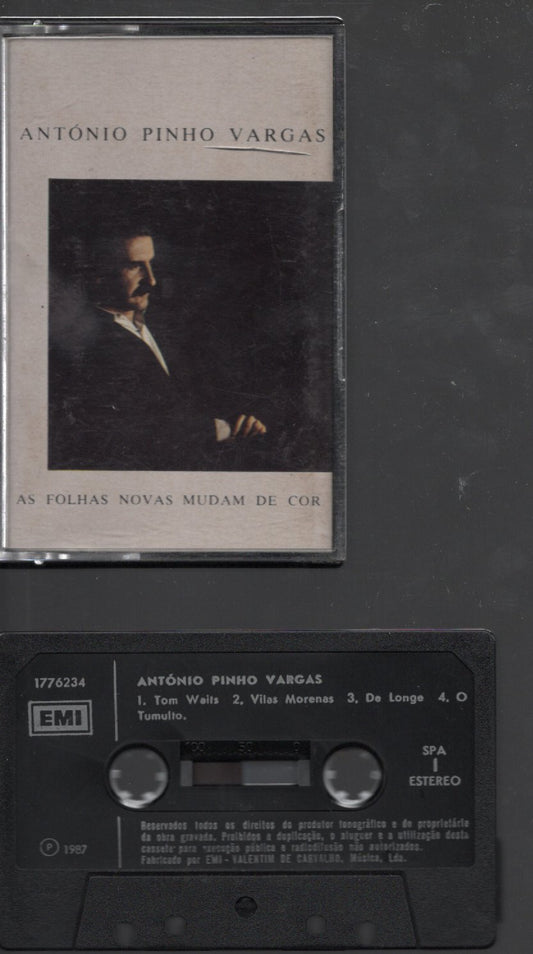 ANTÓNIO PINHO VARGAS
AS FOLHAS NOVAS MUDAM DE COR
1776234
EMI
ANTÓNIO PINHO VARGAS
1. Tom Waits 2, Vilas Morenas 3, De Longe 4. O
Tumulto.
100 50 0
SPA
1
ESTEREO
Reservados todos os direitos do produtor fonográfico e do proprietário
da obra gravada. Proibidos a duplicação, o aluguer e a utilização desta
cassete para execução pública e radiodifusão não autorizados.
Fabricado por EMI - VALENTIM DE CARVALHO, Música, Lda.
P 1987